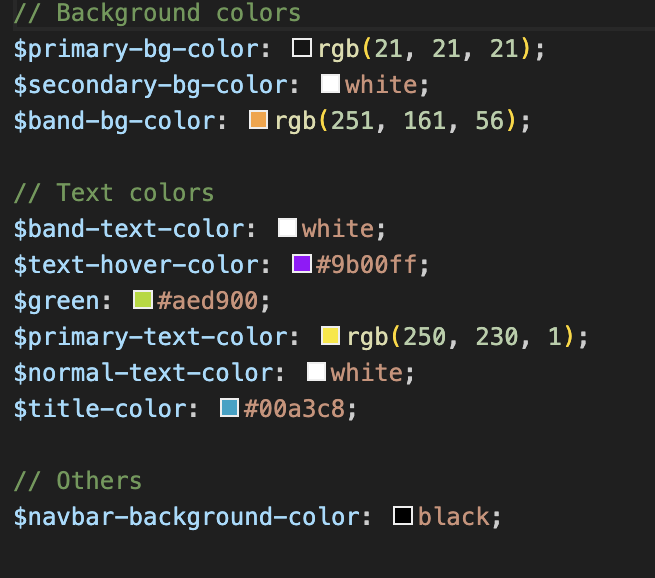 // Background colors
$primary-bg-color: rgb(21, 21, 21);
$secondary-bg-color: white;
$band-bg-color: rgb(251, 161, 56);
// Text colors
$band-text-color: white;
$text-hover-color: #9b00ff;
$green: #aed900;
$primary-text-color: rgb(250, 230, 1);
$normal-text-color: white;
$title-color: #00a3c8;
// Others
$navbar-background-color: black;